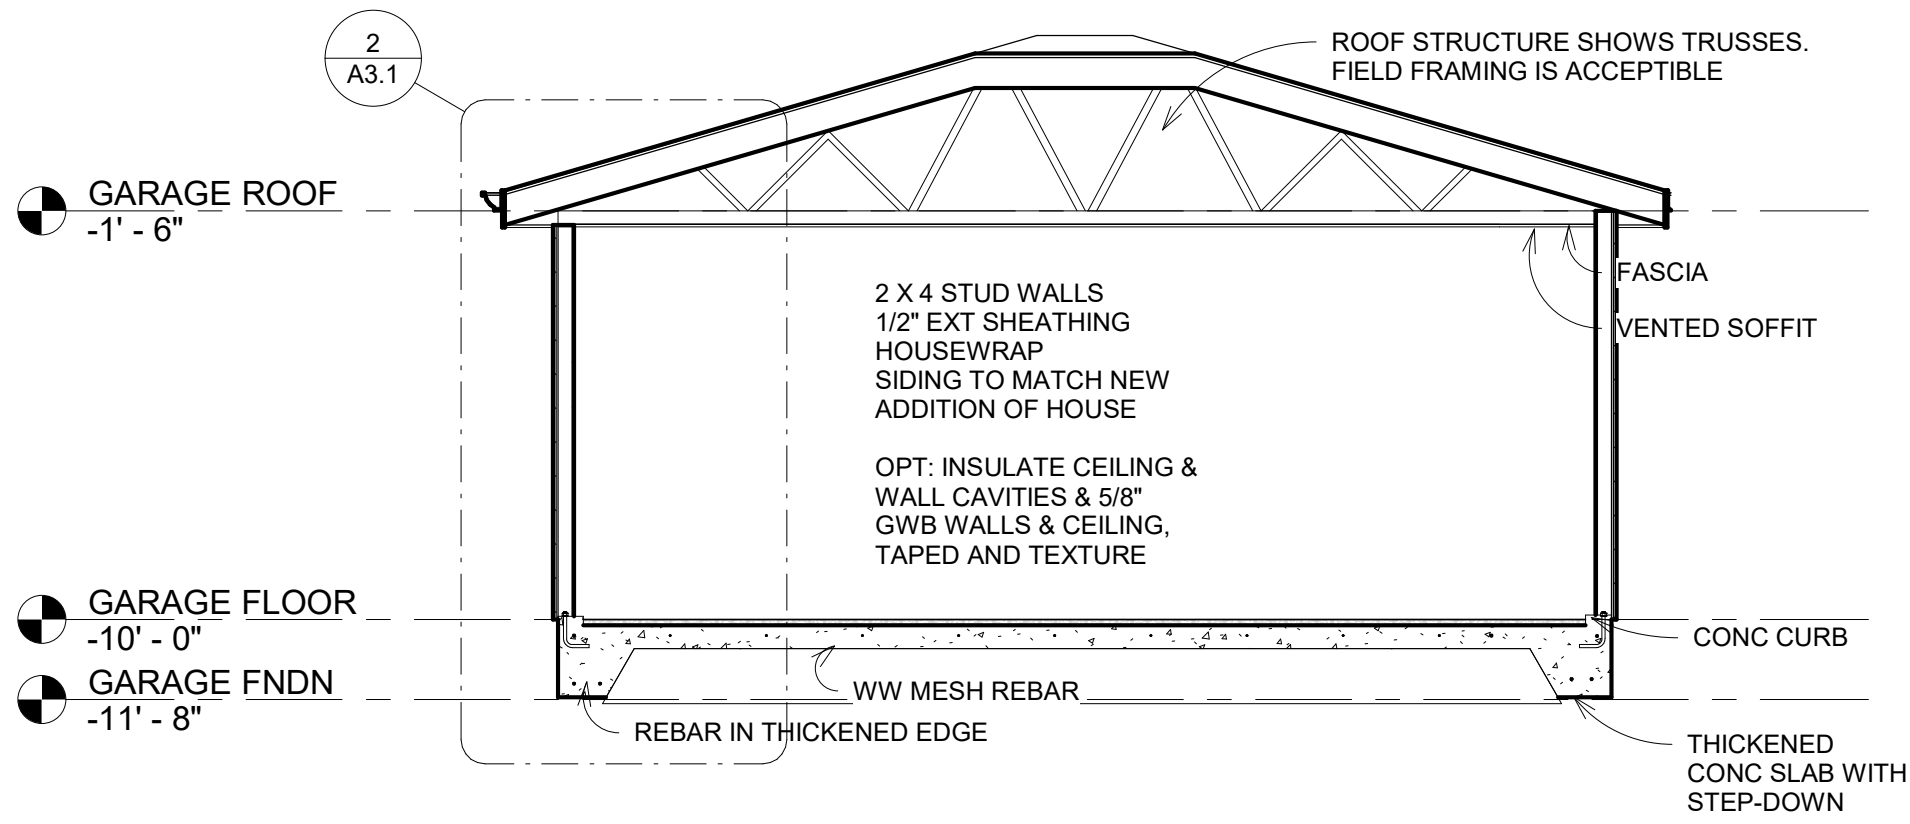 2
A3.1
ROOF STRUCTURE SHOWS TRUSSES.
FIELD FRAMING IS ACCEPTIBLE
GARAGE ROOF
-1' - 6"
FASCIA
VENTED SOFFIT
2 X 4 STUD WALLS
1/2" EXT SHEATHING
HOUSEWRAP
SIDING TO MATCH NEW
ADDITION OF HOUSE
OPT: INSULATE CEILING &
WALL CAVITIES & 5/8"
GWB WALLS & CEILING,
TAPED AND TEXTURE
GARAGE FLOOR
-10' - 0"
CONC CURB
GARAGE FNDN
-11' - 8"
WW MESH REBAR
REBAR IN THICKENED EDGE
THICKENED
CONC SLAB WITH
STEP-DOWN